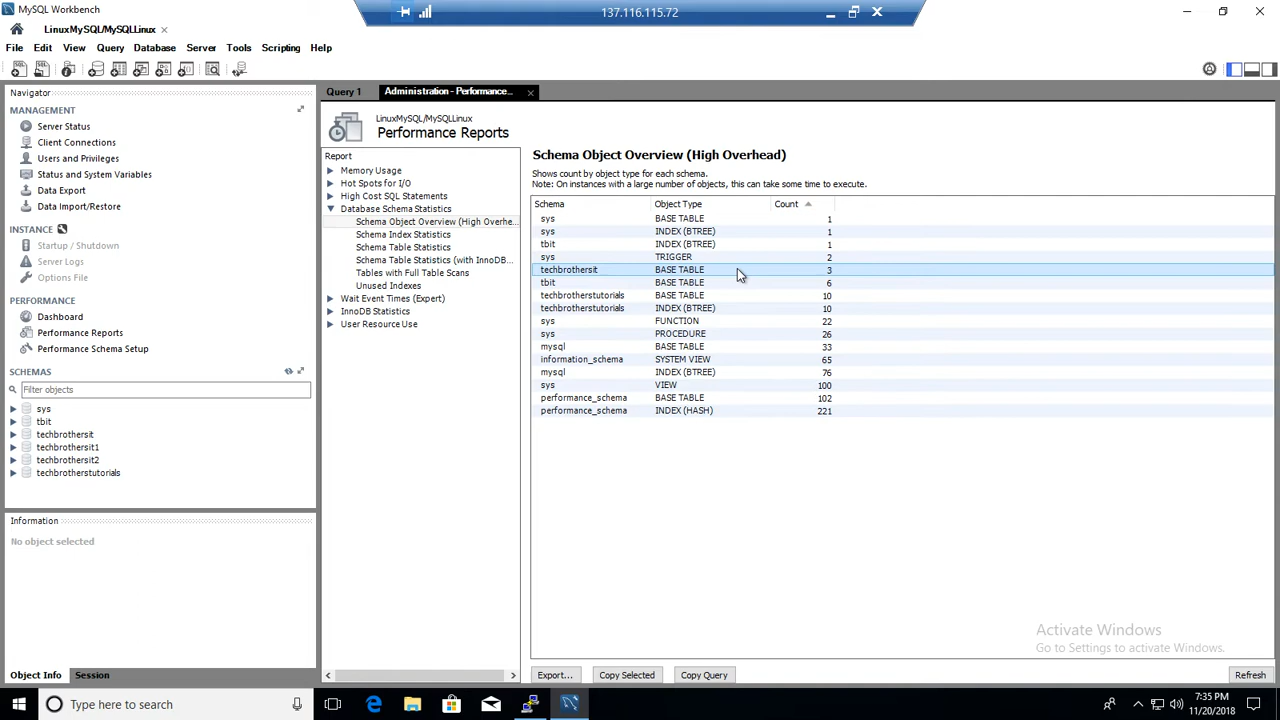 MySQL Workbench
137.116.115.72
LinuxMySQL/MySQLLinux
File Edit View Query Database Server Tools Scripting Help
Navigator
MANAGEMENT
Server Status
Client Connections
Users and Privileges
Status and System Variables
Data Export
Data Import/Restore
INSTANCE
Startup / Shutdown
Server Logs
Options File
PERFORMANCE
Dashboard
Performance Reports
Performance Schema Setup
SCHEMAS
Filter objects
sys
tbit
techbrothersit
techbrothersit1
techbrothersit2
techbrotherstutorials
Information
No object selected
Object Info Session
Query 1 Administration - Performance...
LinuxMySQL/MySQLLinux
Performance Reports
Report
Memory Usage
Hot Spots for I/O
High Cost SQL Statements
Database Schema Statistics
Schema Object Overview (High Overhe...
Schema Index Statistics
Schema Table Statistics
Schema Table Statistics (with InnoDB...
Tables with Full Table Scans
Unused Indexes
Wait Event Times (Expert)
InnoDB Statistics
User Resource Use
Schema Object Overview (High Overhead)
Shows count by object type for each schema.
Note: On instances with a large number of objects, this can take some time to execute.
Schema Object Type Count
sys BASE TABLE 1
sys INDEX (BTREE) 1
tbit INDEX (BTREE) 1
sys TRIGGER 2
techbrothersit BASE TABLE 3
tbit BASE TABLE 6
techbrotherstutorials BASE TABLE 10
techbrotherstutorials INDEX (BTREE) 10
sys FUNCTION 22
sys PROCEDURE 26
mysql BASE TABLE 33
information_schema SYSTEM VIEW 65
mysql INDEX (BTREE) 76
sys VIEW 100
performance_schema BASE TABLE 102
performance_schema INDEX (HASH) 221
Activate Windows
Go to Settings to activate Windows.
Export... Copy Selected Copy Query Refresh
Type here to search
7:35 PM
11/20/2018